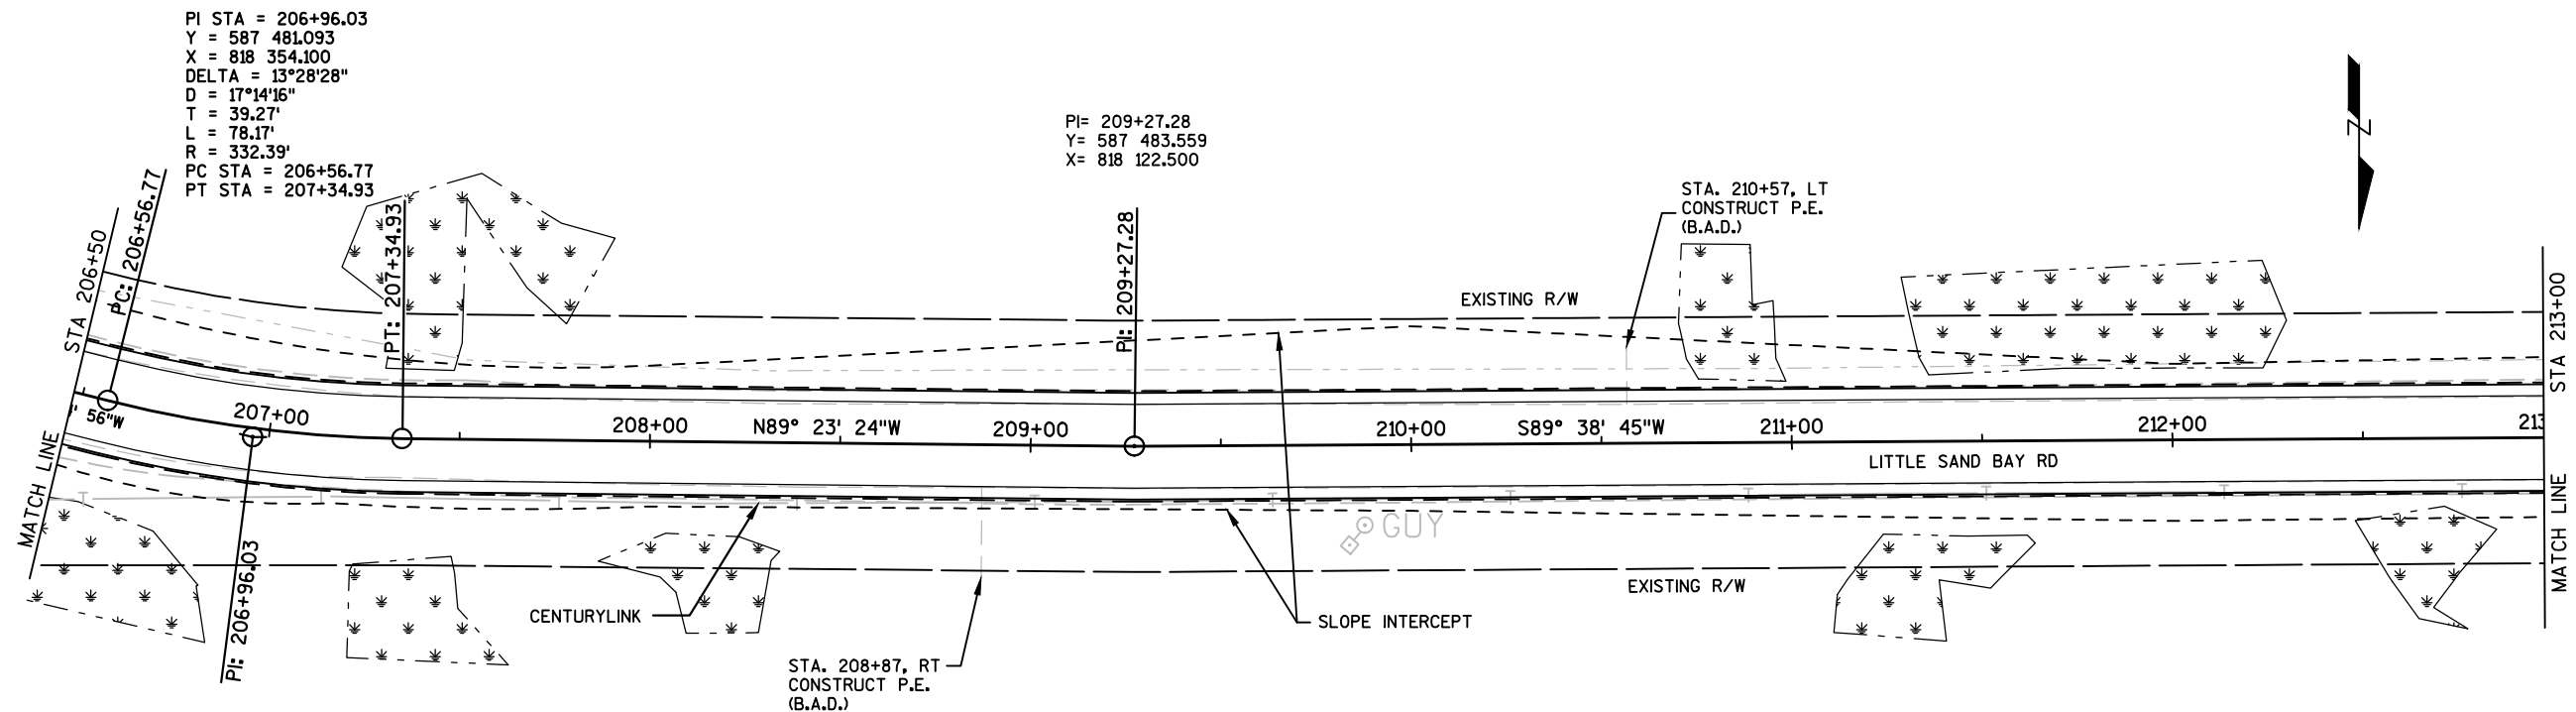 PI STA = 206+96.03
Y = 587 481.093
X = 818 354.100
DELTA = 13°28'28"
D = 17°14'16"
T = 39.27'
L = 78.17'
R = 332.39'
PC STA = 206+56.77
PT STA = 207+34.93
PI= 209+27.28
Y= 587 483.559
X= 818 122.500
N
STA. 210+57, LT
CONSTRUCT P.E.
(B.A.D.)
STA 206+50
PC: 206+56.77
PT: 207+34.93
PI: 209+27.28
EXISTING R/W
STA 213+00
' 56"W
207+00
208+00
N89° 23' 24"W
209+00
210+00
S89° 38' 45"W
211+00
212+00
213
LITTLE SAND BAY RD
MATCH LINE
MATCH LINE
T T T T T T T T T T T
GUY
PI: 206+96.03
EXISTING R/W
CENTURYLINK
SLOPE INTERCEPT
STA. 208+87, RT
CONSTRUCT P.E.
(B.A.D.)